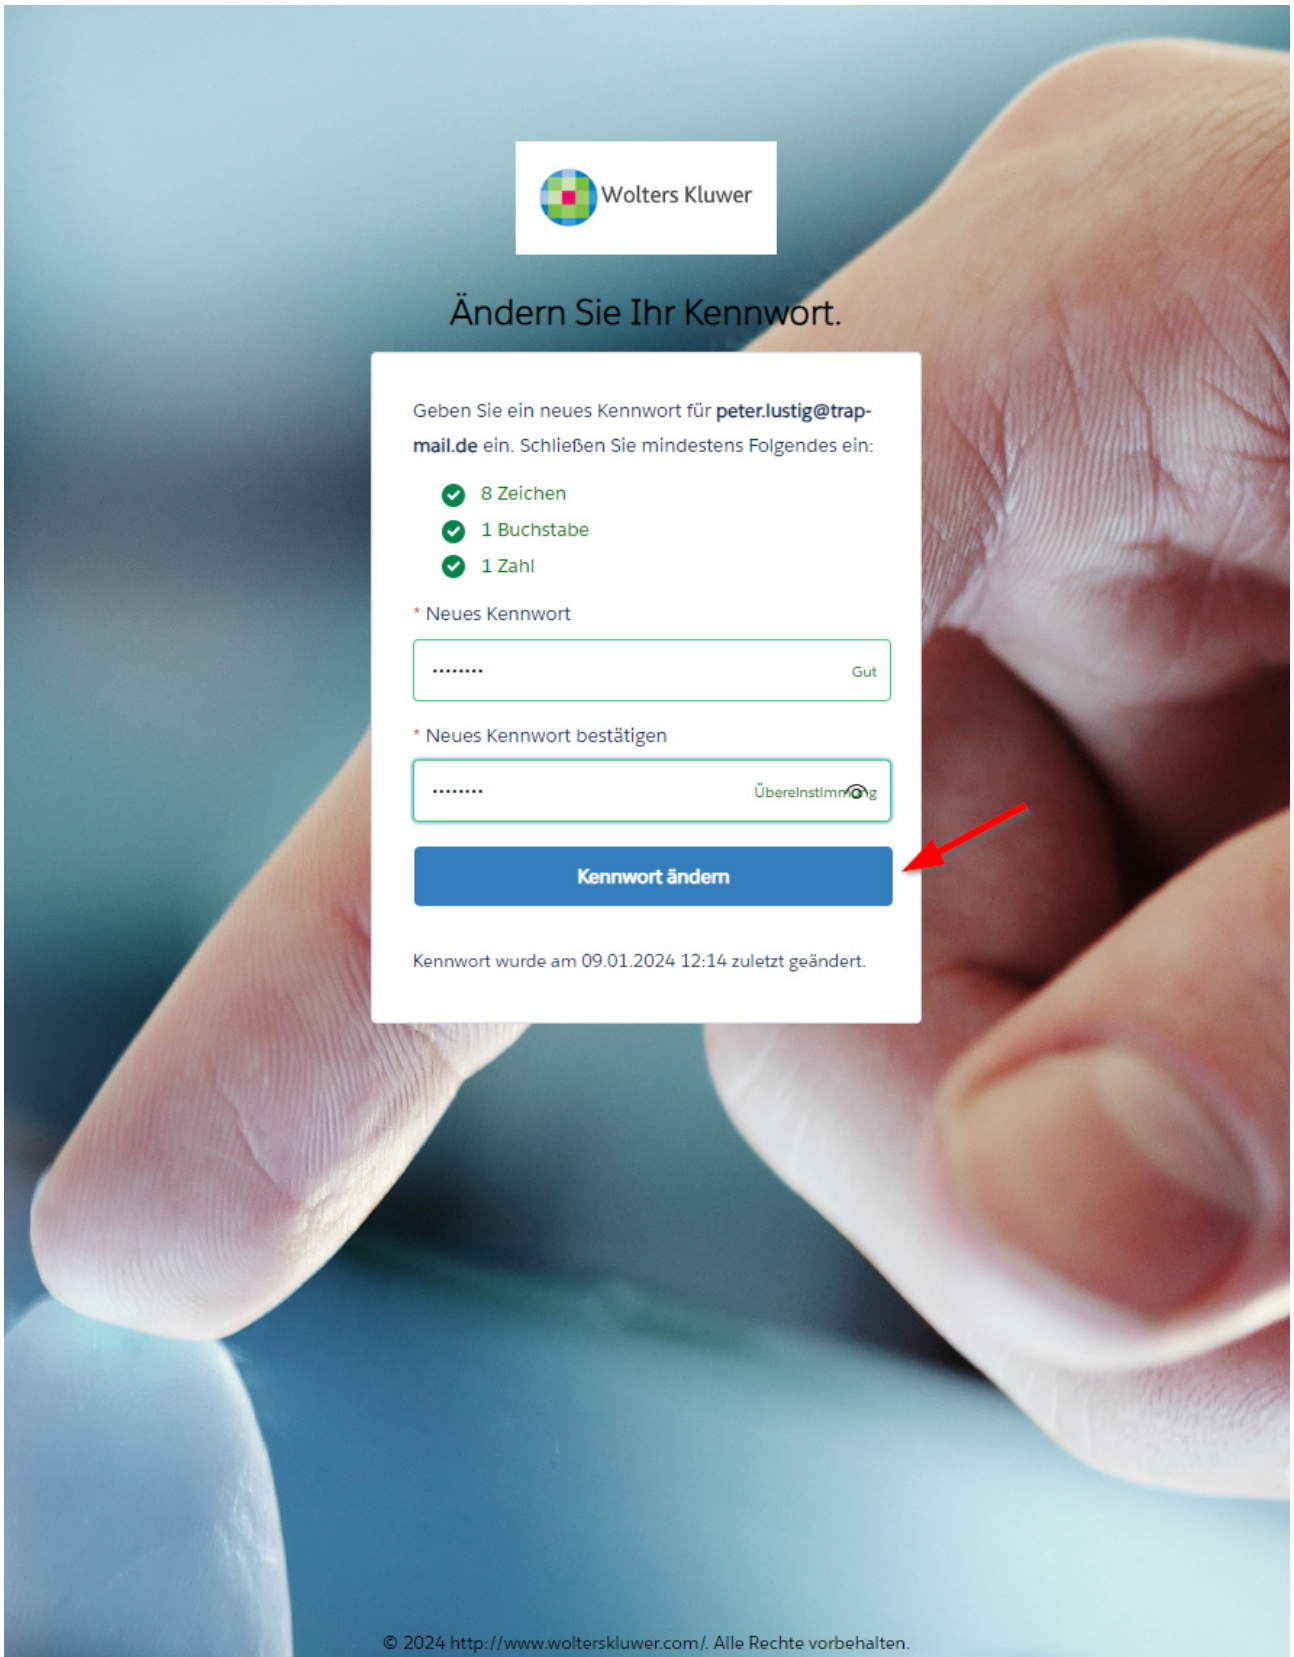 Wolters Kluwer
Ändern Sie Ihr Kennwort.
Geben Sie ein neues Kennwort für peter.lustig@trap-
mail.de ein. Schließen Sie mindestens Folgendes ein:
8 Zeichen
1 Buchstabe
1 Zahl
* Neues Kennwort
........ Gut
* Neues Kennwort bestätigen
........ Übereinstimmung
Kennwort ändern
Kennwort wurde am 09.01.2024 12:14 zuletzt geändert.
© 2024 http://www.wolterskluwer.com/. Alle Rechte vorbehalten.